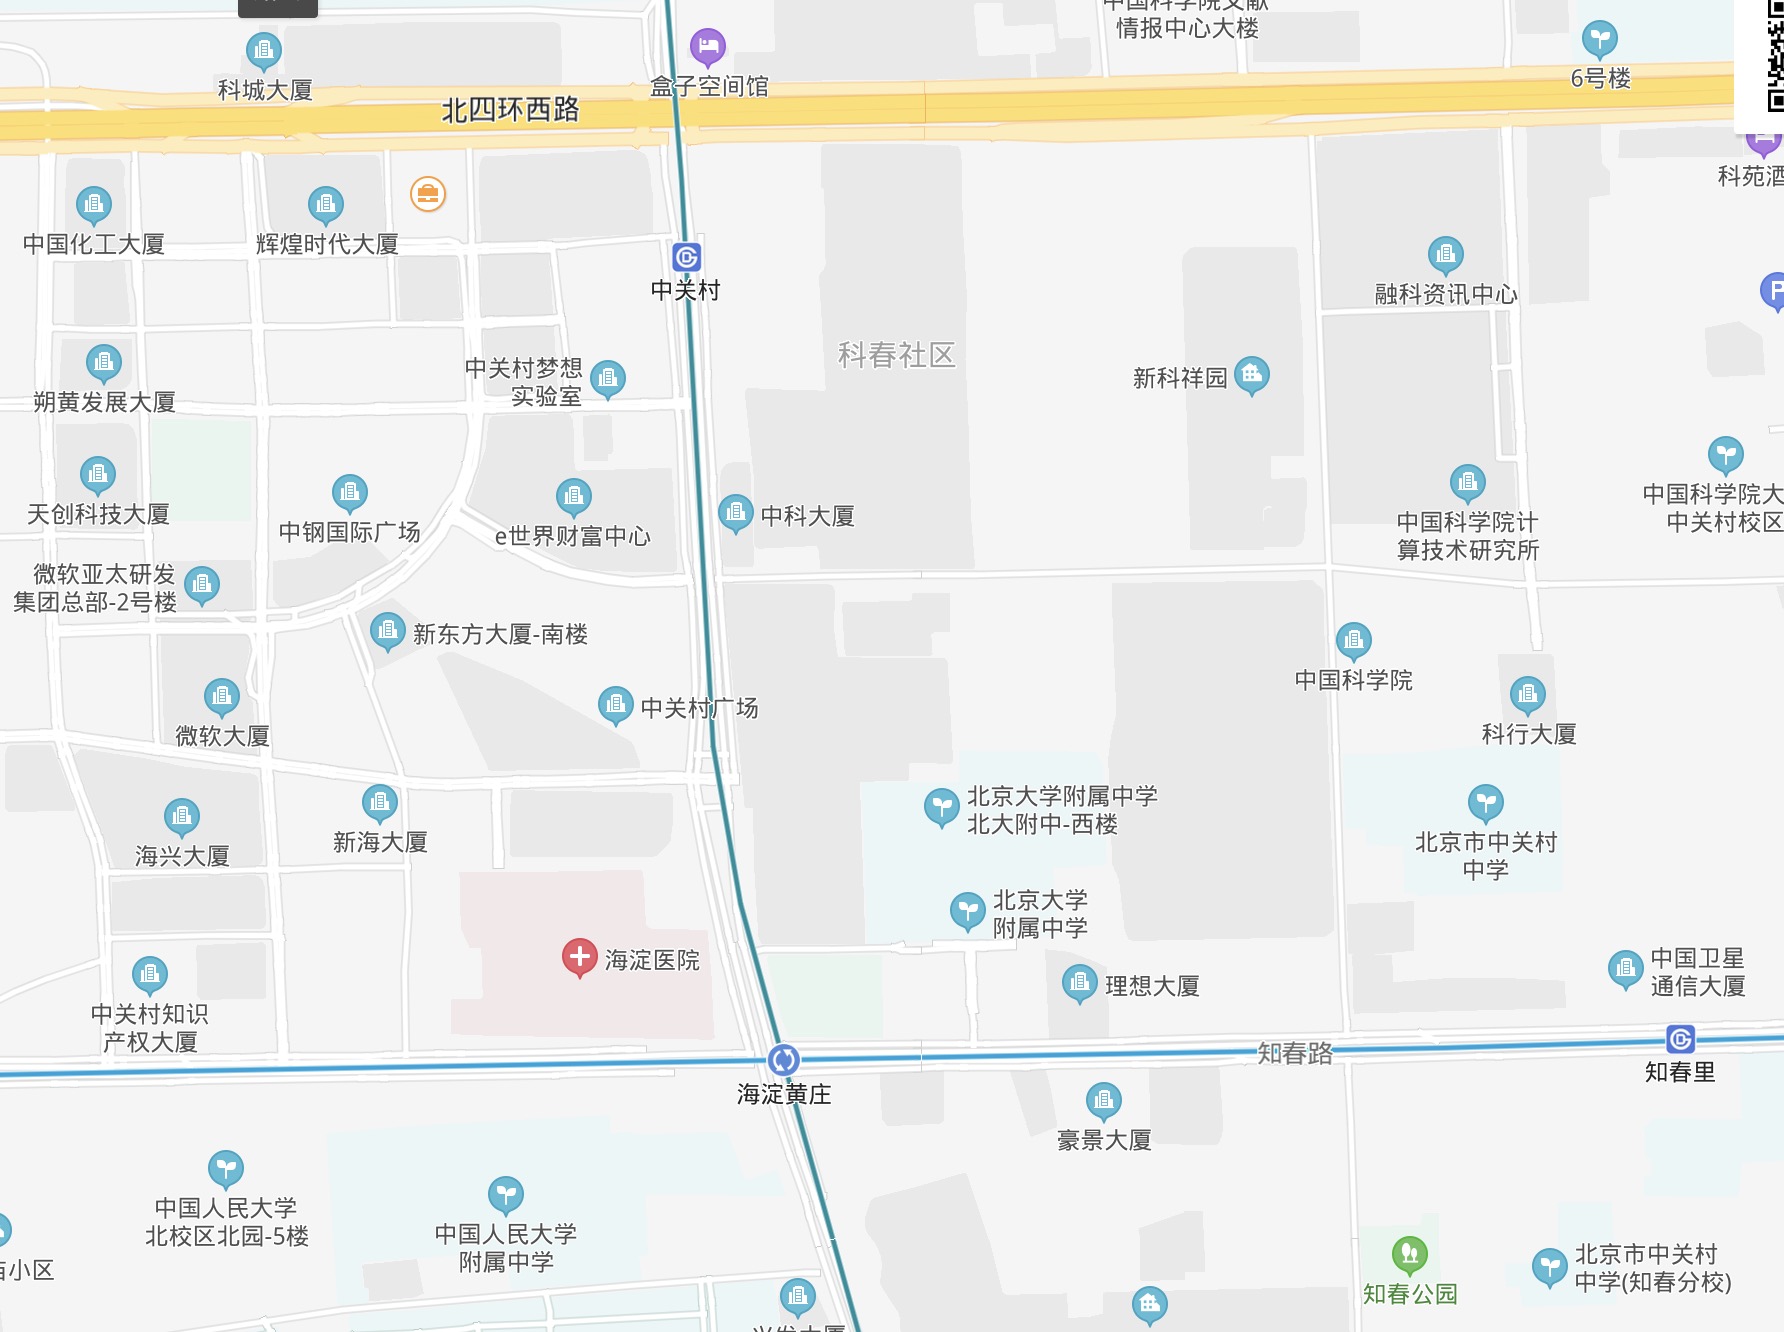 情报中心大楼
科城大厦
盒子空间馆
6号楼
北四环西路
科苑酒
中国化工大厦
辉煌时代大厦
中关村
融科资讯中心
P
科春社区
中关村梦想
实验室
新科祥园
朔黄发展大厦
天创科技大厦
中钢国际广场
e世界财富中心
中科大厦
中国科学院计
算技术研究所
中国科学院大
中关村校区
微软亚太研发
集团总部-2号楼
新东方大厦-南楼
中国科学院
微软大厦
中关村广场
科行大厦
北京大学附属中学
北大附中-西楼
海兴大厦
新海大厦
北京市中关村
中学
北京大学
附属中学
海淀医院
理想大厦
中国卫星
通信大厦
中关村知识
产权大厦
知春路
知春里
海淀黄庄
豪景大厦
中国人民大学
北校区北园-5楼
中国人民大学
附属中学
小区
北京市中关村
中学(知春分校)
知春公园